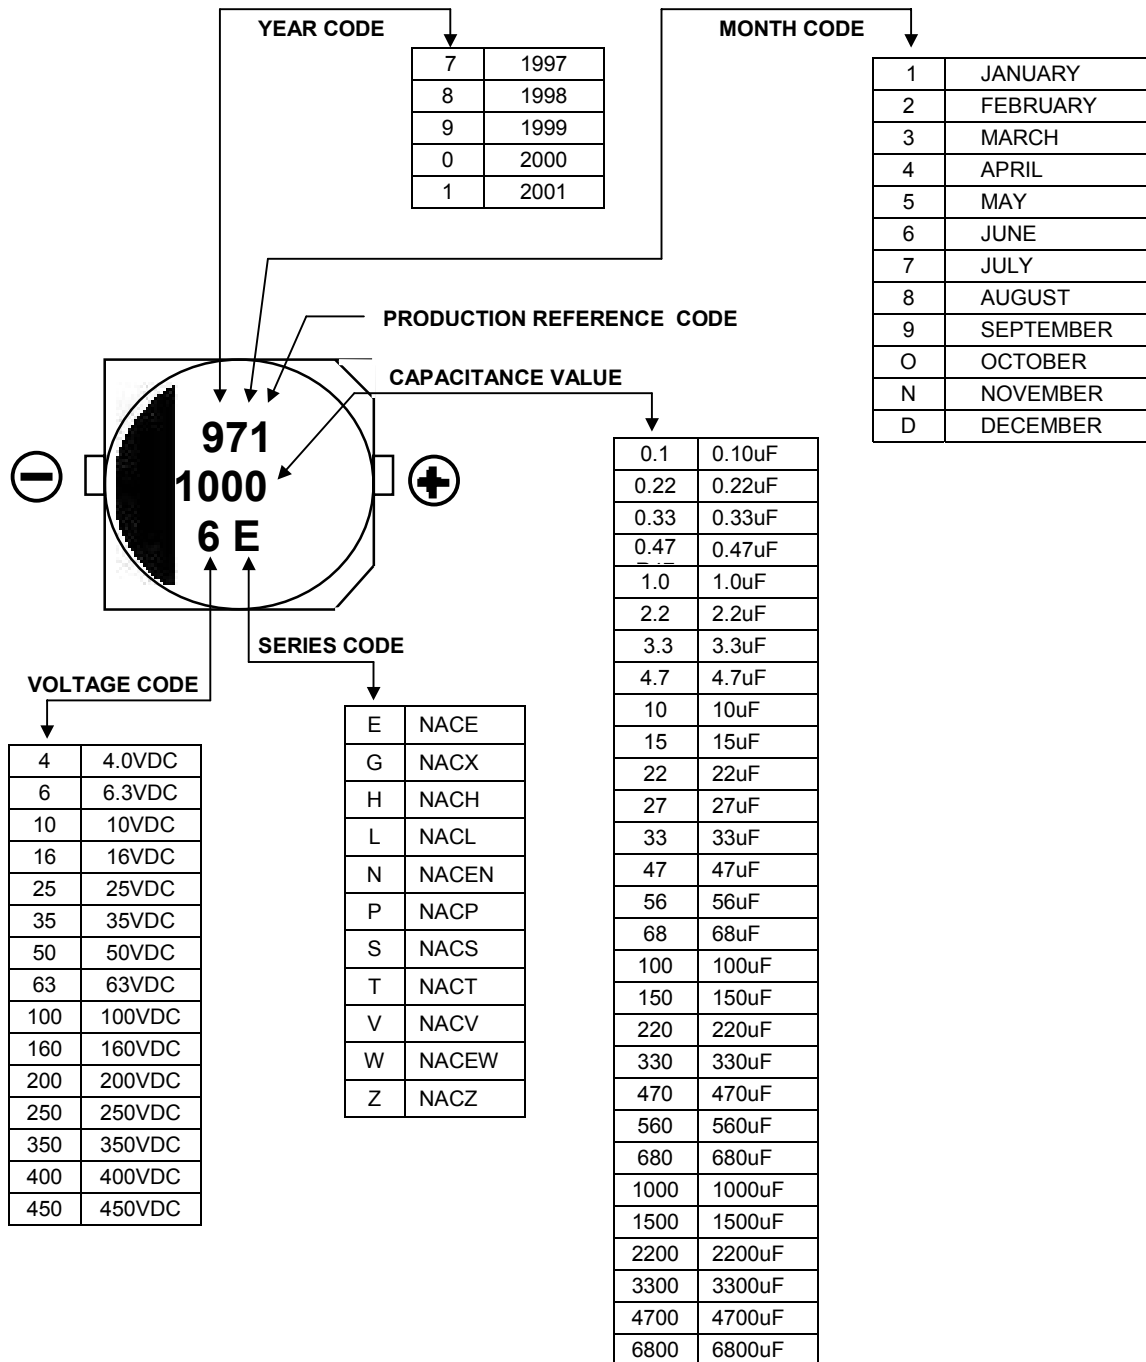 YEAR CODE
7 1997
8 1998
9 1999
0 2000
1 2001
MONTH CODE
1 JANUARY
2 FEBRUARY
3 MARCH
4 APRIL
5 MAY
6 JUNE
7 JULY
8 AUGUST
9 SEPTEMBER
O OCTOBER
N NOVEMBER
D DECEMBER
PRODUCTION REFERENCE CODE
CAPACITANCE VALUE
971
1000
6 E
0.1 0.10uF
0.22 0.22uF
0.33 0.33uF
0.47 0.47uF
1.0 1.0uF
2.2 2.2uF
3.3 3.3uF
4.7 4.7uF
10 10uF
15 15uF
22 22uF
27 27uF
33 33uF
47 47uF
56 56uF
68 68uF
100 100uF
150 150uF
220 220uF
330 330uF
470 470uF
560 560uF
680 680uF
1000 1000uF
1500 1500uF
2200 2200uF
3300 3300uF
4700 4700uF
6800 6800uF
SERIES CODE
E NACE
G NACX
H NACH
L NACL
N NACEN
P NACP
S NACS
T NACT
V NACV
W NACEW
Z NACZ
VOLTAGE CODE
4 4.0VDC
6 6.3VDC
10 10VDC
16 16VDC
25 25VDC
35 35VDC
50 50VDC
63 63VDC
100 100VDC
160 160VDC
200 200VDC
250 250VDC
350 350VDC
400 400VDC
450 450VDC